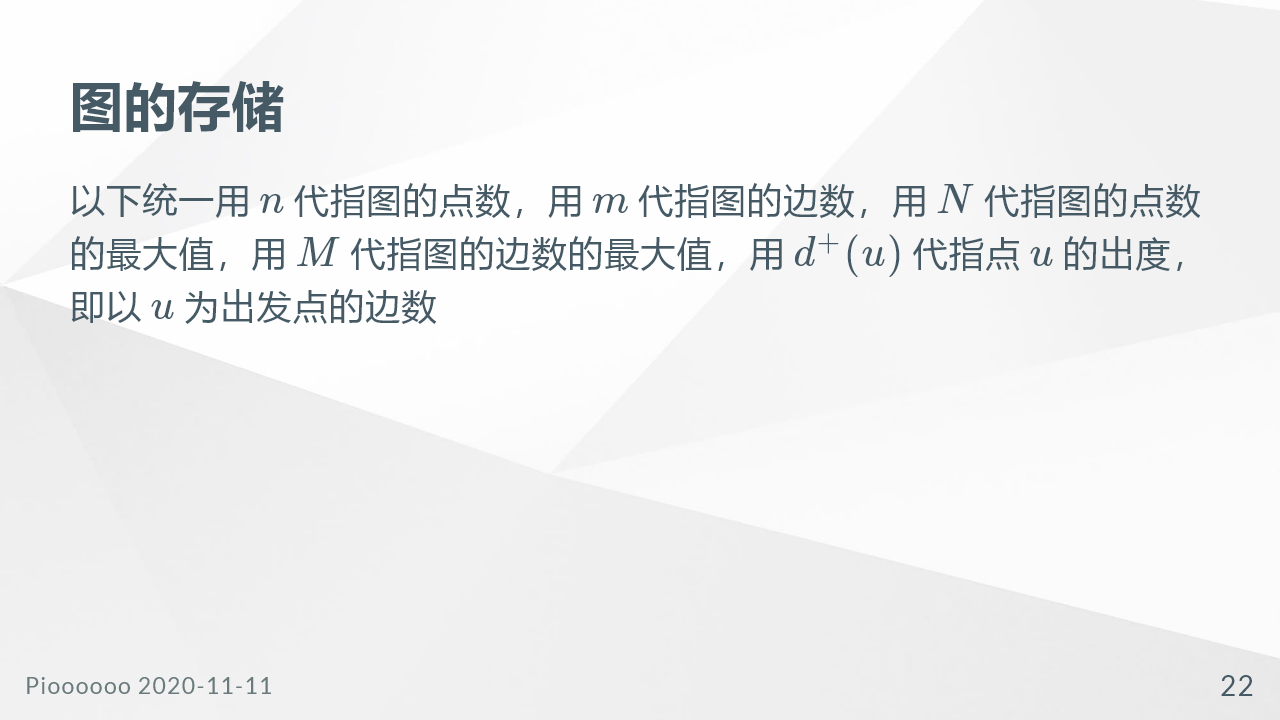 图的存储
以下统一用 n 代指图的点数，用 m 代指图的边数，用 N 代指图的点数
的最大值，用 M 代指图的边数的最大值，用 d⁺(u) 代指点 u 的出度，
即以 u 为出发点的边数
Pioooooo 2020-11-11
22